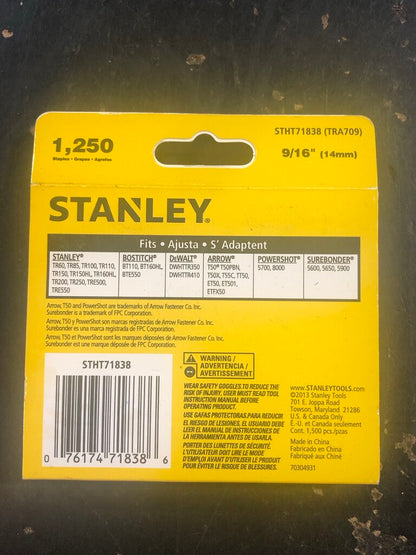 STHT71838 (TRA709)
1,250
Staples • Grapas • Agrafes
9/16" (14mm)
STANLEY®
Fits • Ajusta • S' Adaptent
STANLEY®
TR60, TR85, TR100, TR110,
TR150, TR150HL, TR160HL,
TR200, TR250, TRE500,
TRE550
BOSTITCH®
BT110, BT160HL,
BTE550
DeWALT®
DWHTTR350
DWHTTR410
ARROW®
T50® T50PBN,
T50X, T55C, TT50,
ET50, ET501,
ETFX50
POWERSHOT®
5700, 8000
SUREBONDER®
5600, 5650, 5900
Arrow, T50 and PowerShot are trademarks of Arrow Fastener Co. Inc.
Surebonder is a trademark of FPC Corporation.
Arrow, T50 y PowerShot son marcas registradas de Arrow Fastener Co. Inc.
Surebonder es una marca registrada de FPC Corporation.
Arrow, T50 et PowerShot sont les marques déposées de Arrow Fastener Co. Inc.
Surebonder est une marque déposée de FPC Corporation.
STHT71838
0 76174 71838 6
WARNING /
ADVERTENCIA /
AVERTISSEMENT
WEAR SAFETY GOGGLES TO REDUCE THE
RISK OF INJURY, USER MUST READ TOOL
INSTRUCTION MANUAL BEFORE
OPERATING PRODUCT.
USE GAFAS PROTECTORAS PARA REDUCIR
EL RIESGO DE LESIONES. EL USUARIO DEBE
LEER EL MANUAL DE INSTRUCCIONES DE
LA HERRAMIENTA ANTES DE USARLA.
PORTER DES LUNETTES DE SÉCURITÉ.
L'UTILISATEUR DOIT LIRE LE MODE
D'EMPLOI AVANT D'UTILISER LE PRODUIT
POUR ÉVITER LE RISQUE DE BLESSURES.
www.STANLEYTOOLS.com
©2013 Stanley Tools
701 E. Joppa Road
Towson, Maryland 21286
U.S. & Canada Only
É.-U. et Canada seulement
Cont. 1,500 pcs./pzas
Made in China
Fabricado en China
Fabriqué aux Chiné
70304931